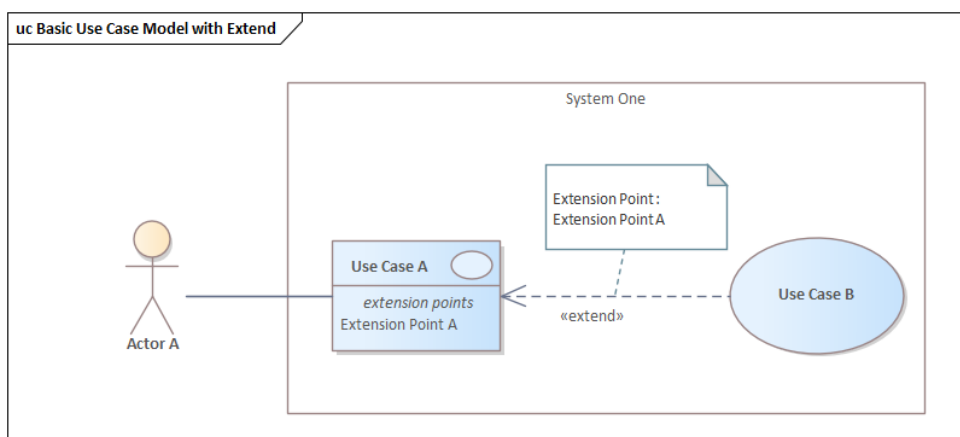 uc Basic Use Case Model with Extend
System One
Extension Point:
Extension Point A
Use Case A
extension points
Extension Point A
«extend»
Use Case B
Actor A